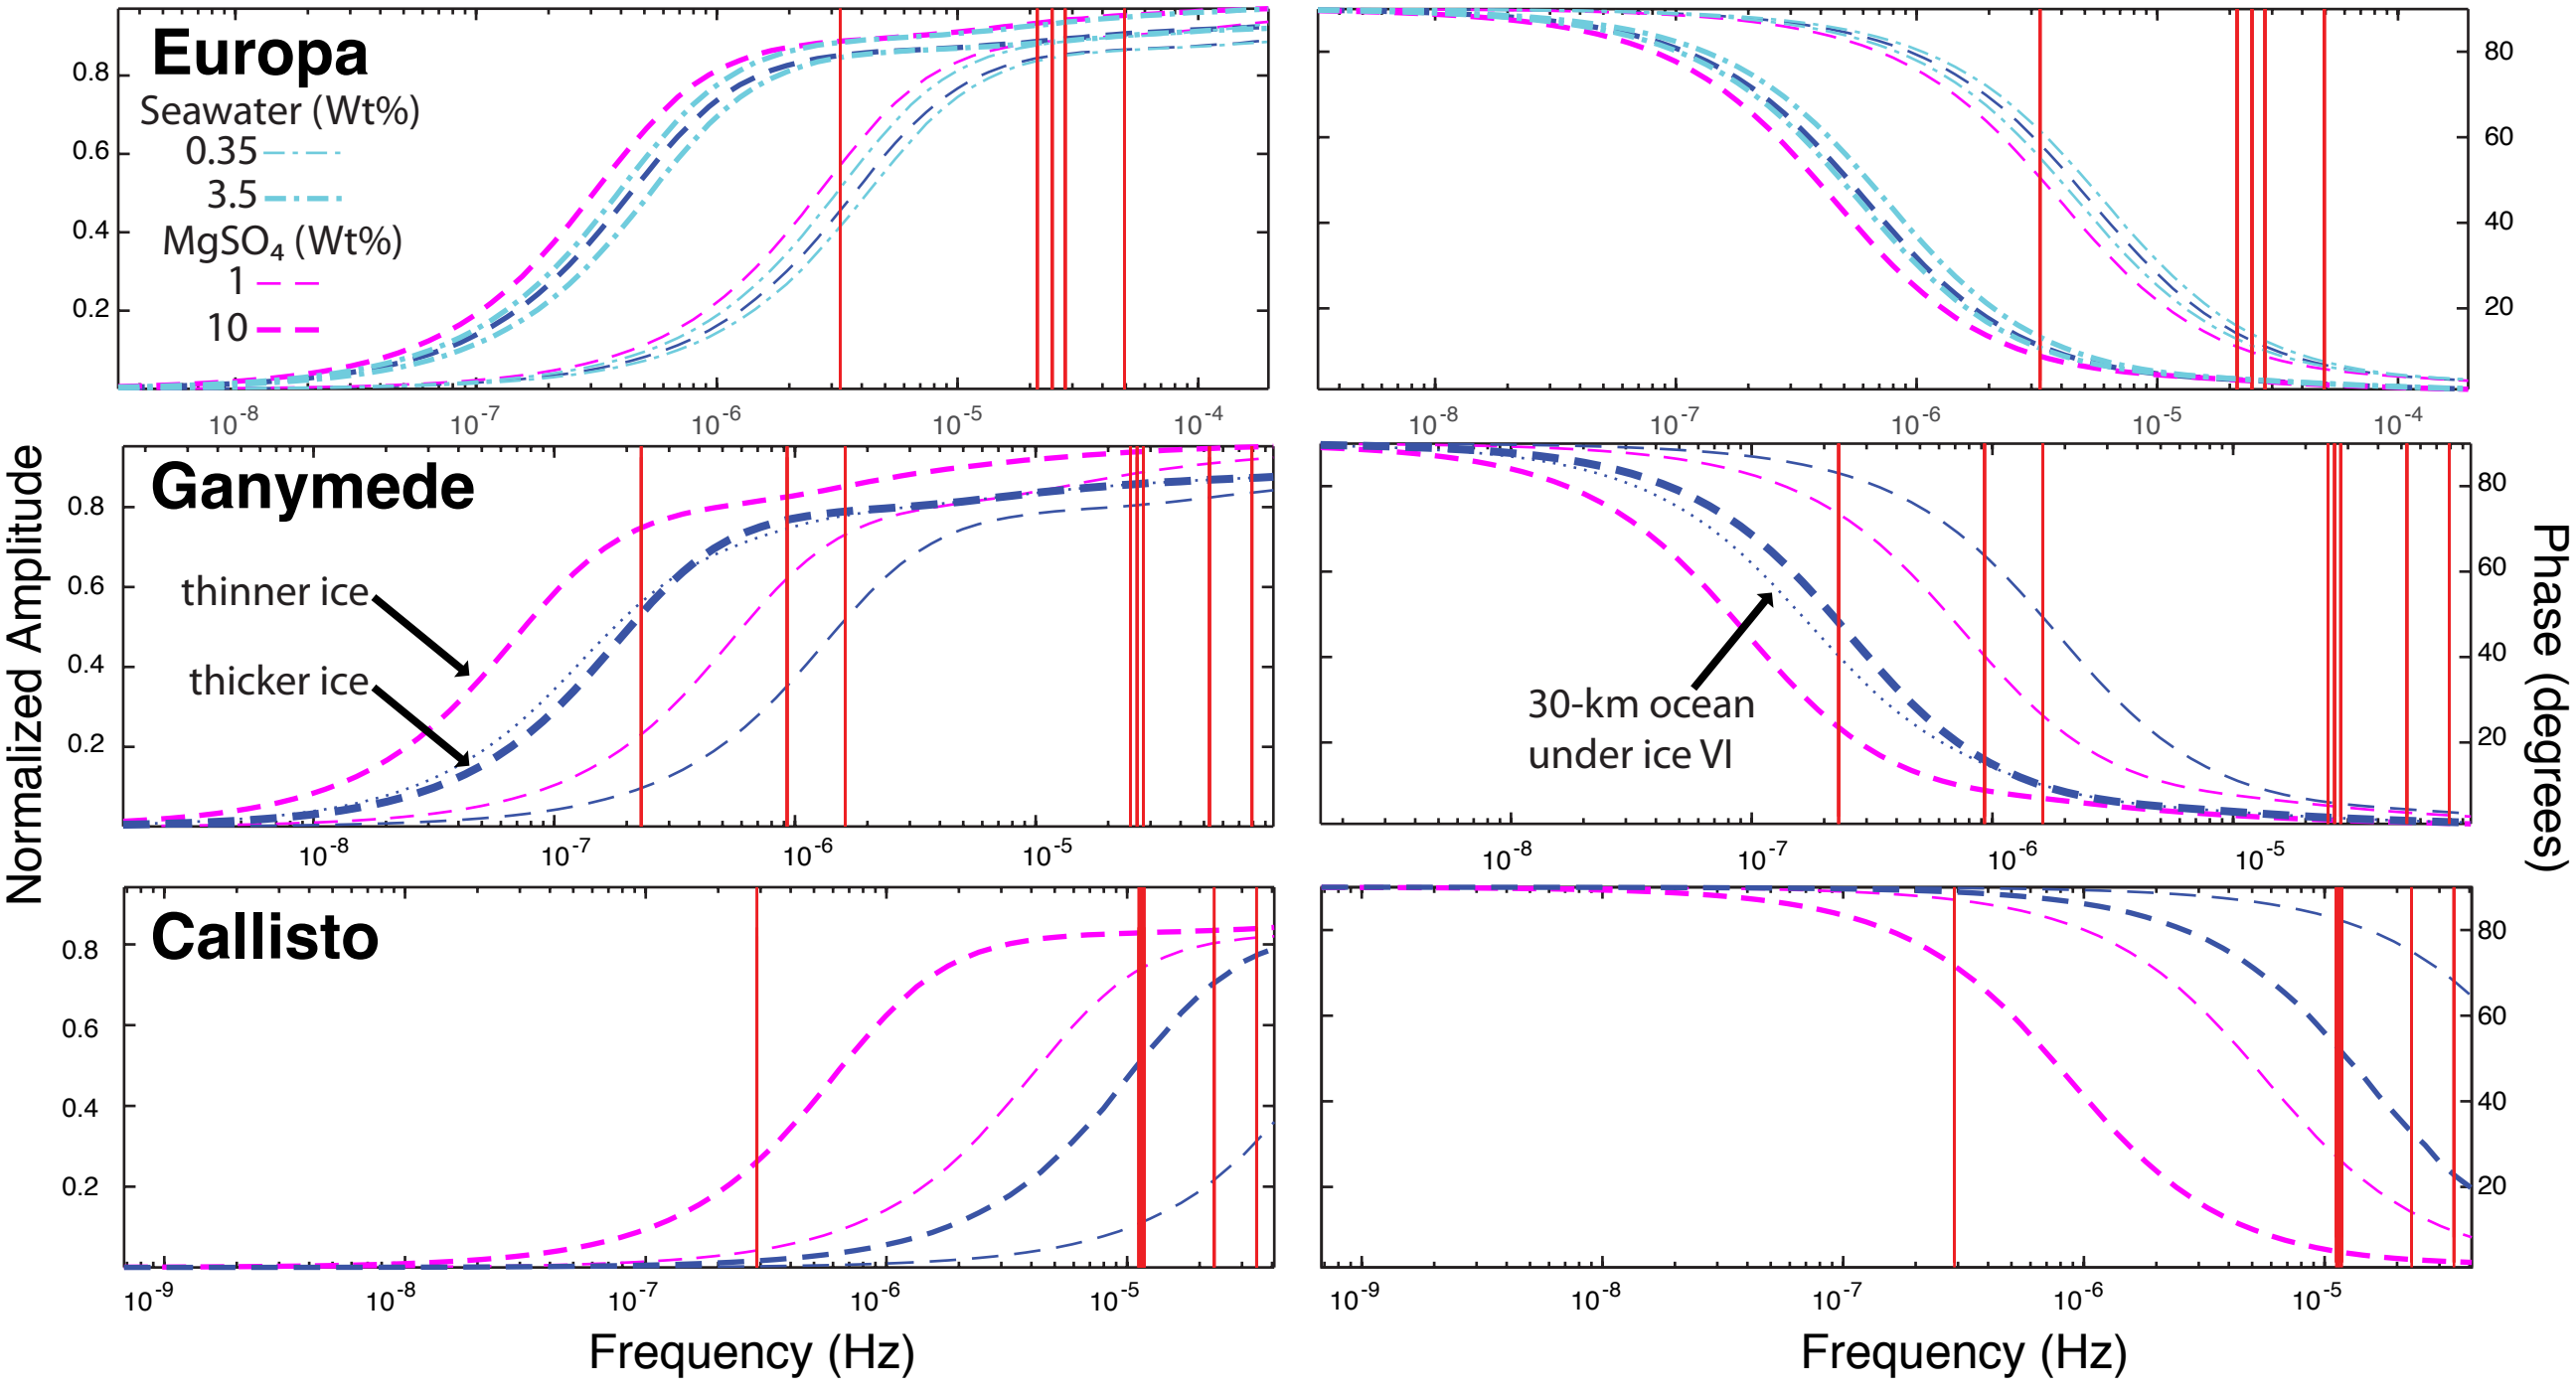 Europa
Seawater (Wt%)
0.35
3.5
MgSO₄ (Wt%)
1
10
0.8
0.6
0.4
0.2
80
60
40
20
10⁻⁸ 10⁻⁷ 10⁻⁶ 10⁻⁵ 10⁻⁴
10⁻⁸ 10⁻⁷ 10⁻⁶ 10⁻⁵ 10⁻⁴
Normalized Amplitude
Ganymede
thinner ice
thicker ice
0.8
0.6
0.4
0.2
30-km ocean
under ice VI
80
60
40
20
Phase (degrees)
10⁻⁸ 10⁻⁷ 10⁻⁶ 10⁻⁵
10⁻⁸ 10⁻⁷ 10⁻⁶ 10⁻⁵
Callisto
0.8
0.6
0.4
0.2
80
60
40
20
10⁻⁹ 10⁻⁸ 10⁻⁷ 10⁻⁶ 10⁻⁵
10⁻⁹ 10⁻⁸ 10⁻⁷ 10⁻⁶ 10⁻⁵
Frequency (Hz)
Frequency (Hz)